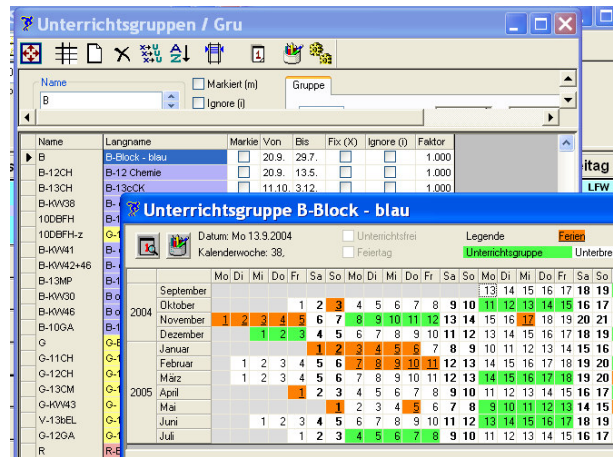 Unterrichtsgruppen / Gru
Name
B
Markiert (m)
Ignore (i)
Gruppe
Name Langname Markie Von Bis Fix (X) Ignore (i) Faktor
B B-Block - blau 20.9. 29.7. 1.000
B-12CH B-12 Chemie 20.9. 13.5. 1.000
B-13CH B-13cCK 11.10. 3.12. 1.000
B-KW38 B-
10DBFH B-1
10DBFH-z G-1
B-KW41 B-
B-KW42+46 B-
B-13MP B-1
B-KW30 B
B-KW46 B
B-10GA B-1
G G-B
G-11CH G-1
G-12CH G-1
G-13CM G-1
G-KW43 G-
V-13bEL G-1
G-12GA G-1
R R-B
itag
LFW
Unterrichtsgruppe B-Block - blau
Datum: Mo 13.9.2004
Kalenderwoche: 38,
Unterrichtsfrei
Feiertag
Legende
Ferien
Unterrichtsgruppe
Unterbre
Mo Di Mi Do Fr Sa So Mo Di Mi Do Fr Sa So Mo Di Mi Do Fr Sa So
2004
September 13 14 15 16 17 18 19
Oktober 1 2 3 4 5 6 7 8 9 10 11 12 13 14 15 16 17
November 1 2 3 4 5 6 7 8 9 10 11 12 13 14 15 16 17 18 19 20 21
Dezember 1 2 3 4 5 6 7 8 9 10 11 12 13 14 15 16 17 18 19
2005
Januar 1 2 3 4 5 6 7 8 9 10 11 12 13 14 15 16
Februar 1 2 3 4 5 6 7 8 9 10 11 12 13 14 15 16 17 18 19 20
März 1 2 3 4 5 6 7 8 9 10 11 12 13 14 15 16 17 18 19 20
April 1 2 3 4 5 6 7 8 9 10 11 12 13 14 15 16 17
Mai 1 2 3 4 5 6 7 8 9 10 11 12 13 14 15
Juni 1 2 3 4 5 6 7 8 9 10 11 12 13 14 15 16 17 18 19
Juli 1 2 3 4 5 6 7 8 9 10 11 12 13 14 15 16 17